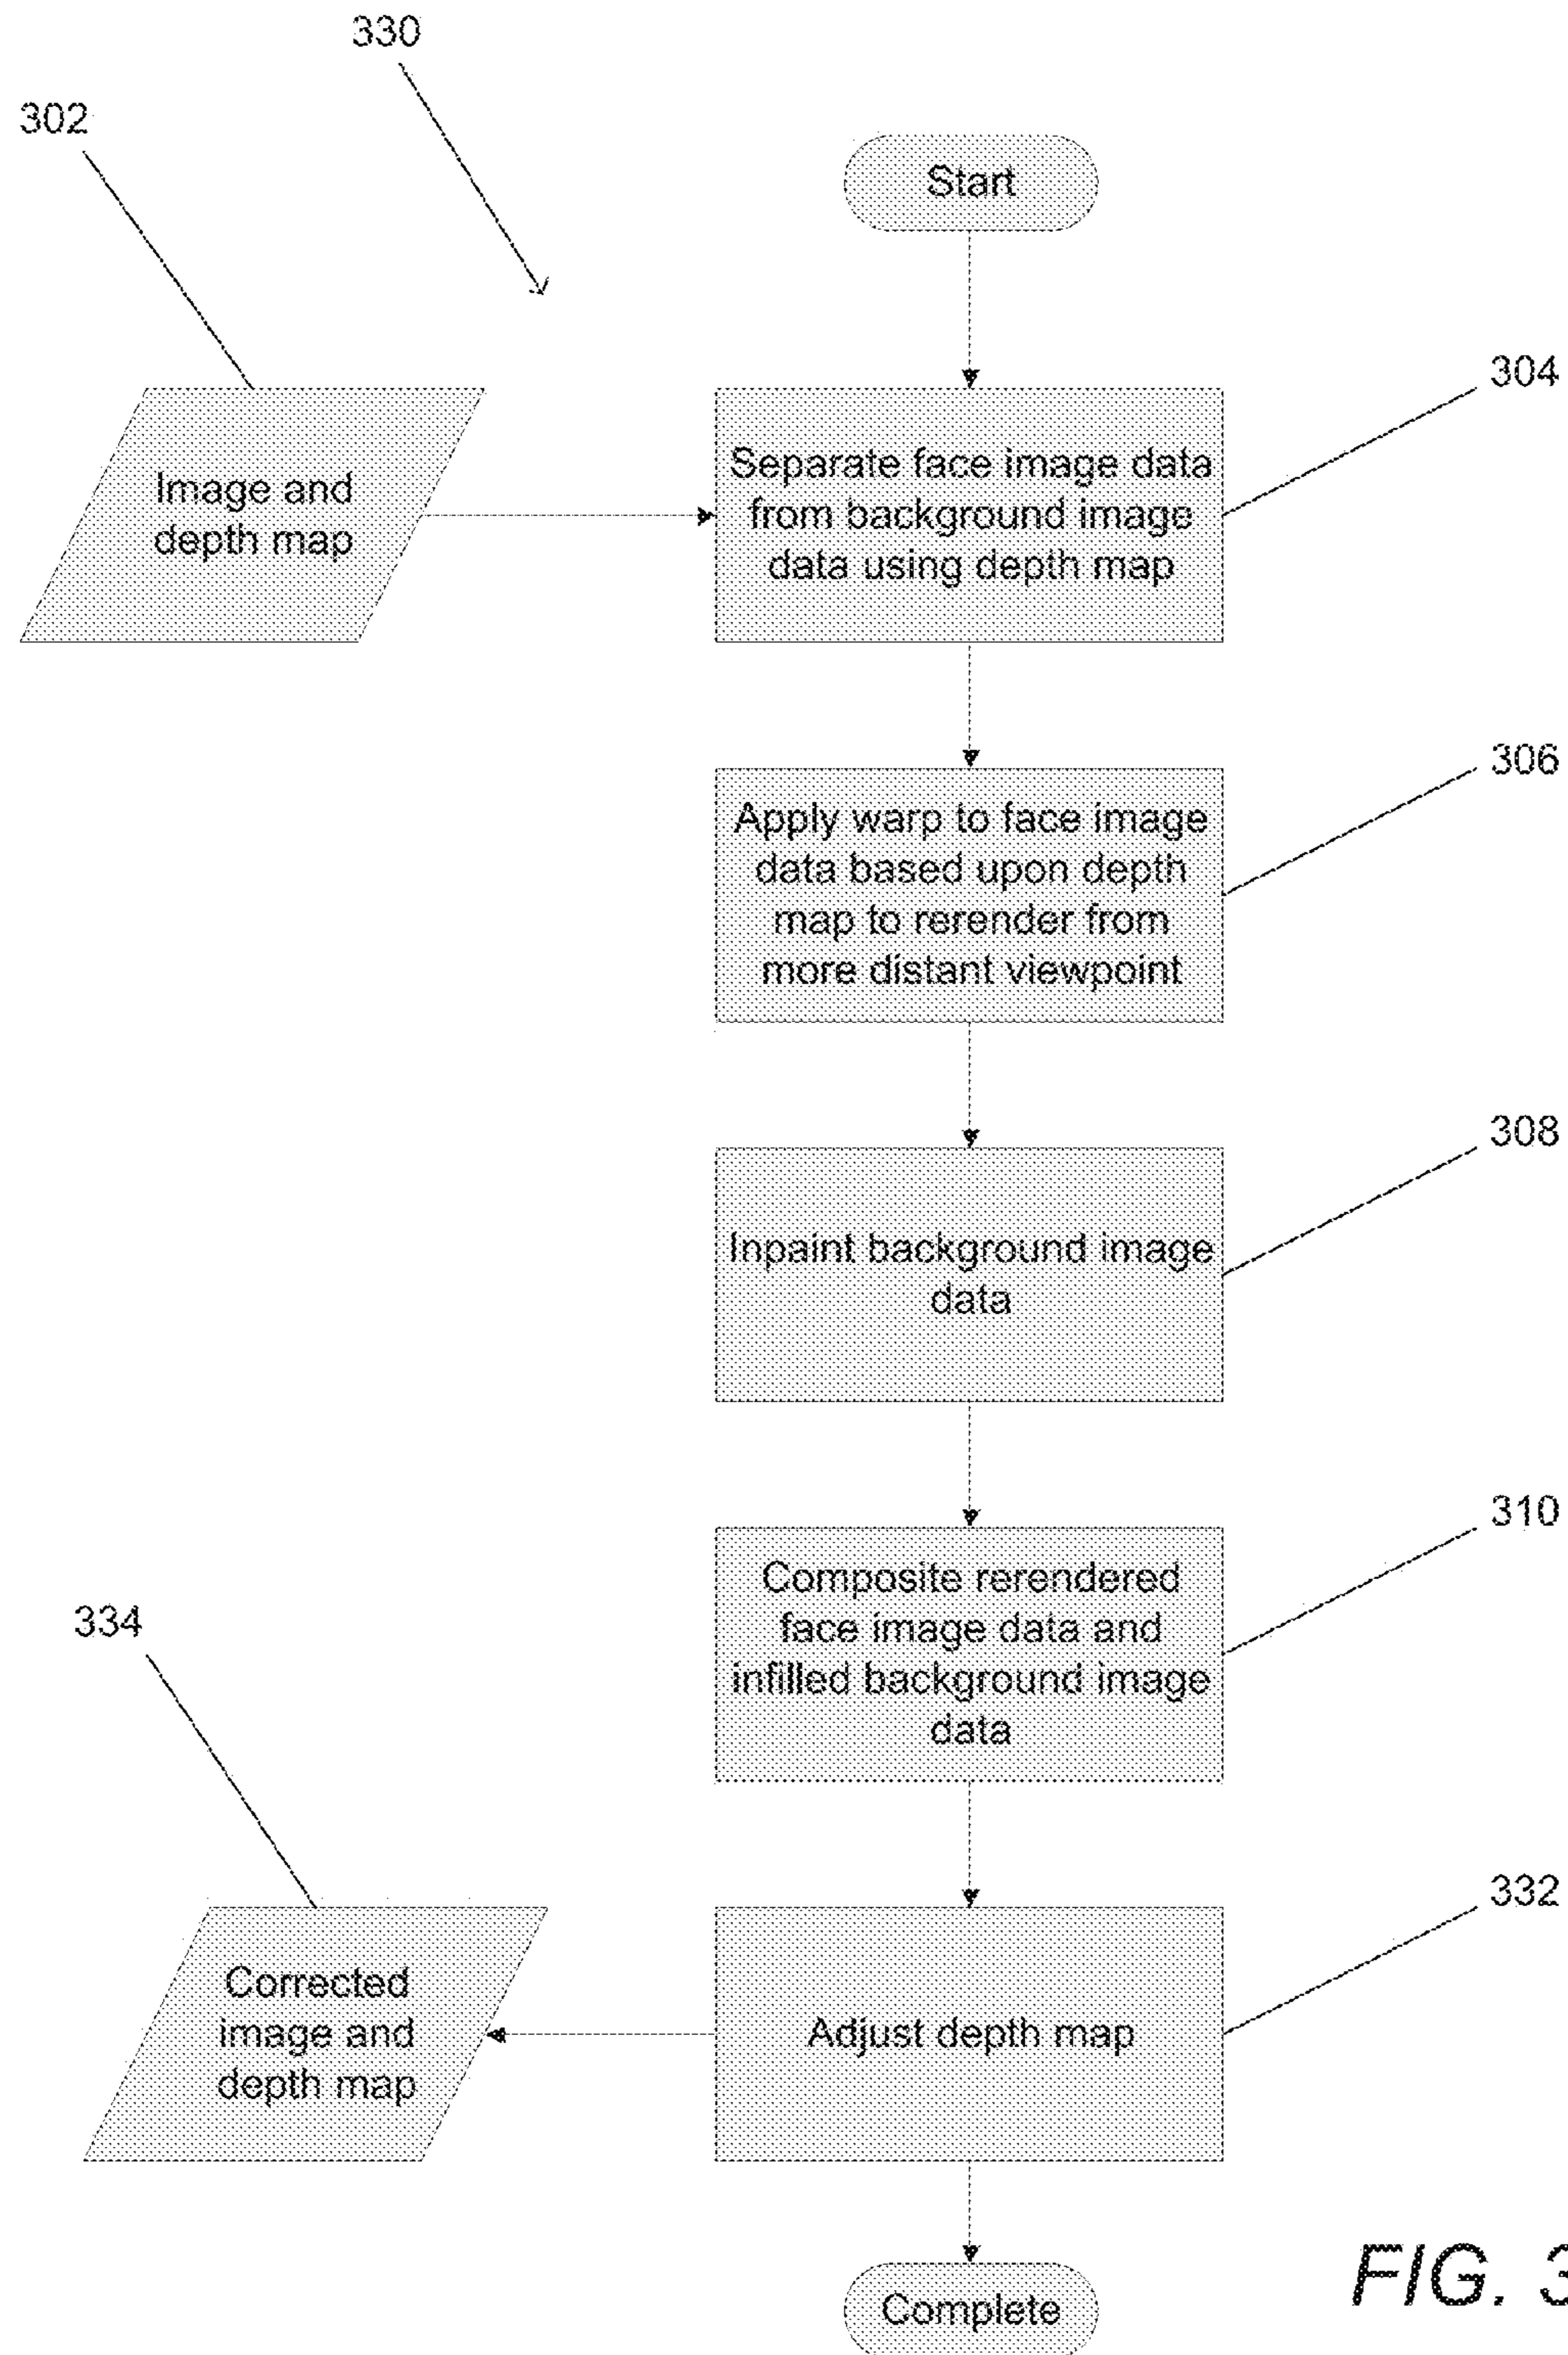 330
302
Start
304
Image and
depth map
Separate face image data
from background image
data using depth map
306
Apply warp to face image
data based upon depth
map to rerender from
more distant viewpoint
308
Inpaint background image
data
310
Composite rerendered
face image data and
infilled background image
data
334
332
Corrected
image and
depth map
Adjust depth map
Complete
FIG. 3